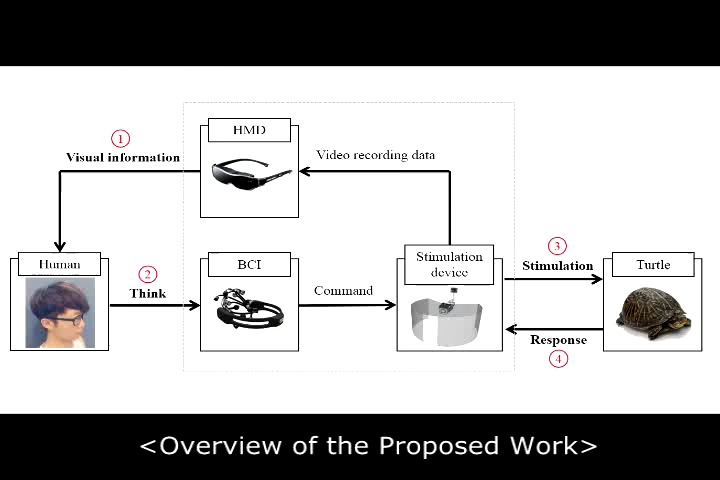 1
HMD
Visual information
Video recording data
Human
2
Think
BCI
Command
Stimulation
device
3
Stimulation
Turtle
Response
4
<Overview of the Proposed Work>